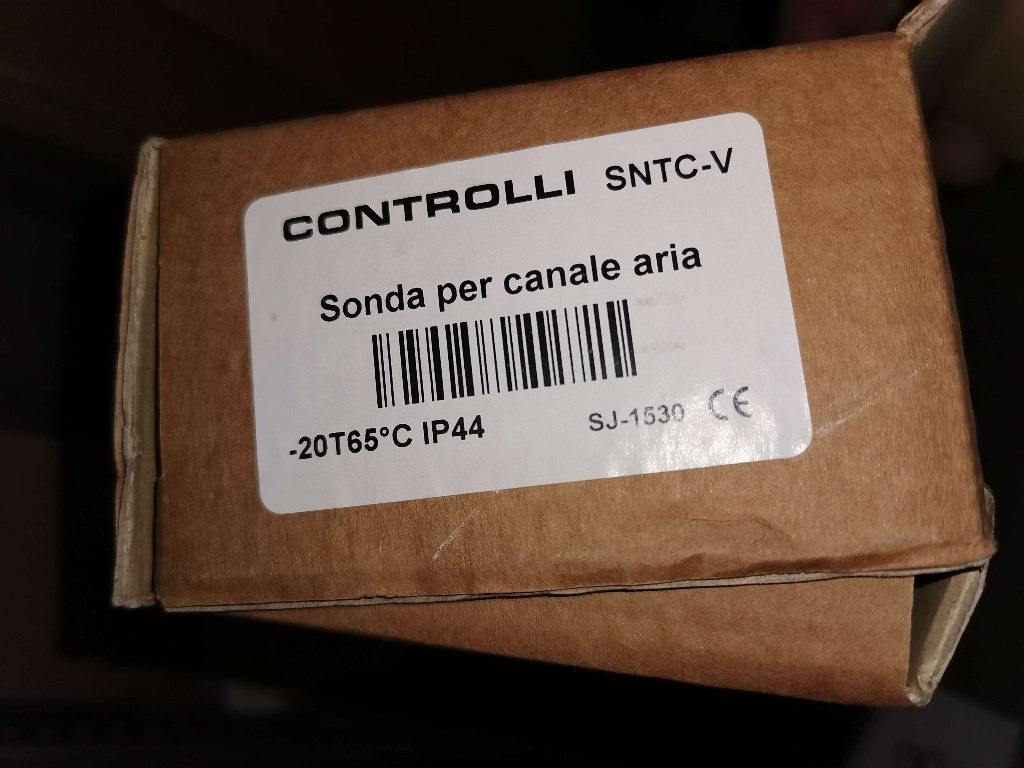 CONTROLLI SNTC-V
Sonda per canale aria
-20T65°C IP44 SJ-1530 CE